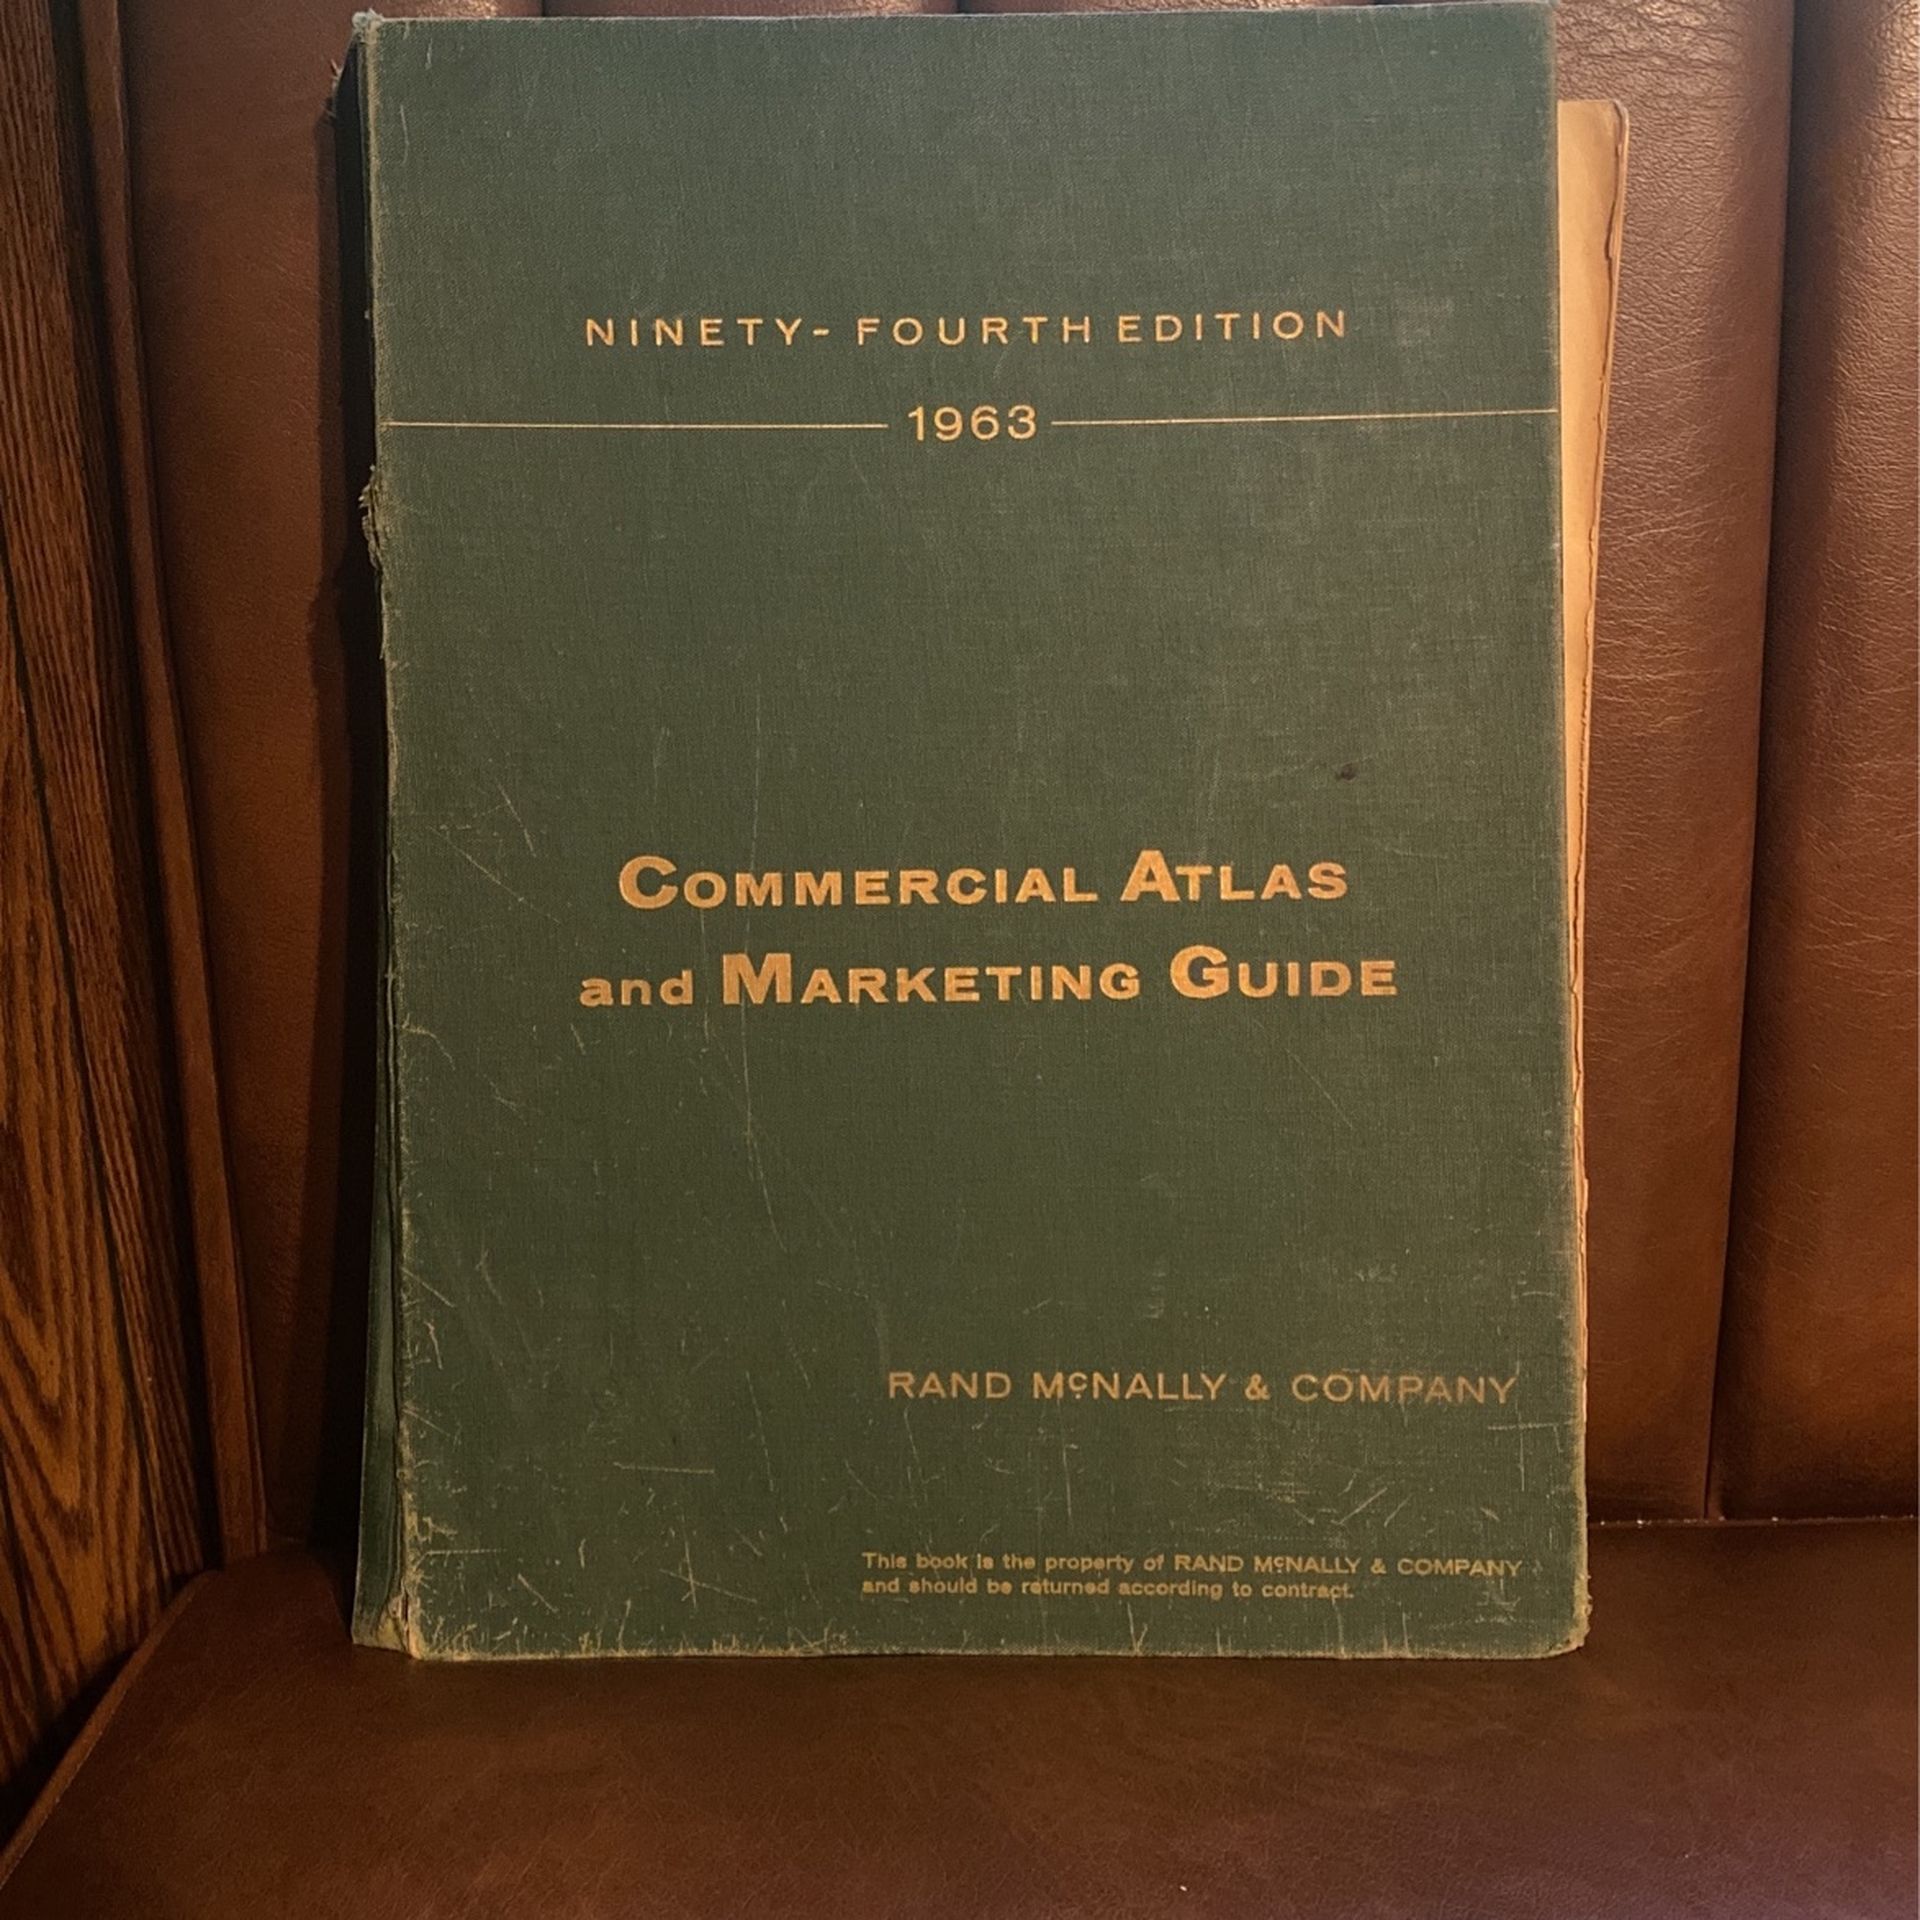 NINETY- FOURTH EDITION
1963
COMMERCIAL ATLAS
and MARKETING GUIDE
RAND McNALLY & COMPANY
This book is the property of RAND McNALLY & COMPANY
and should be returned according to contract.